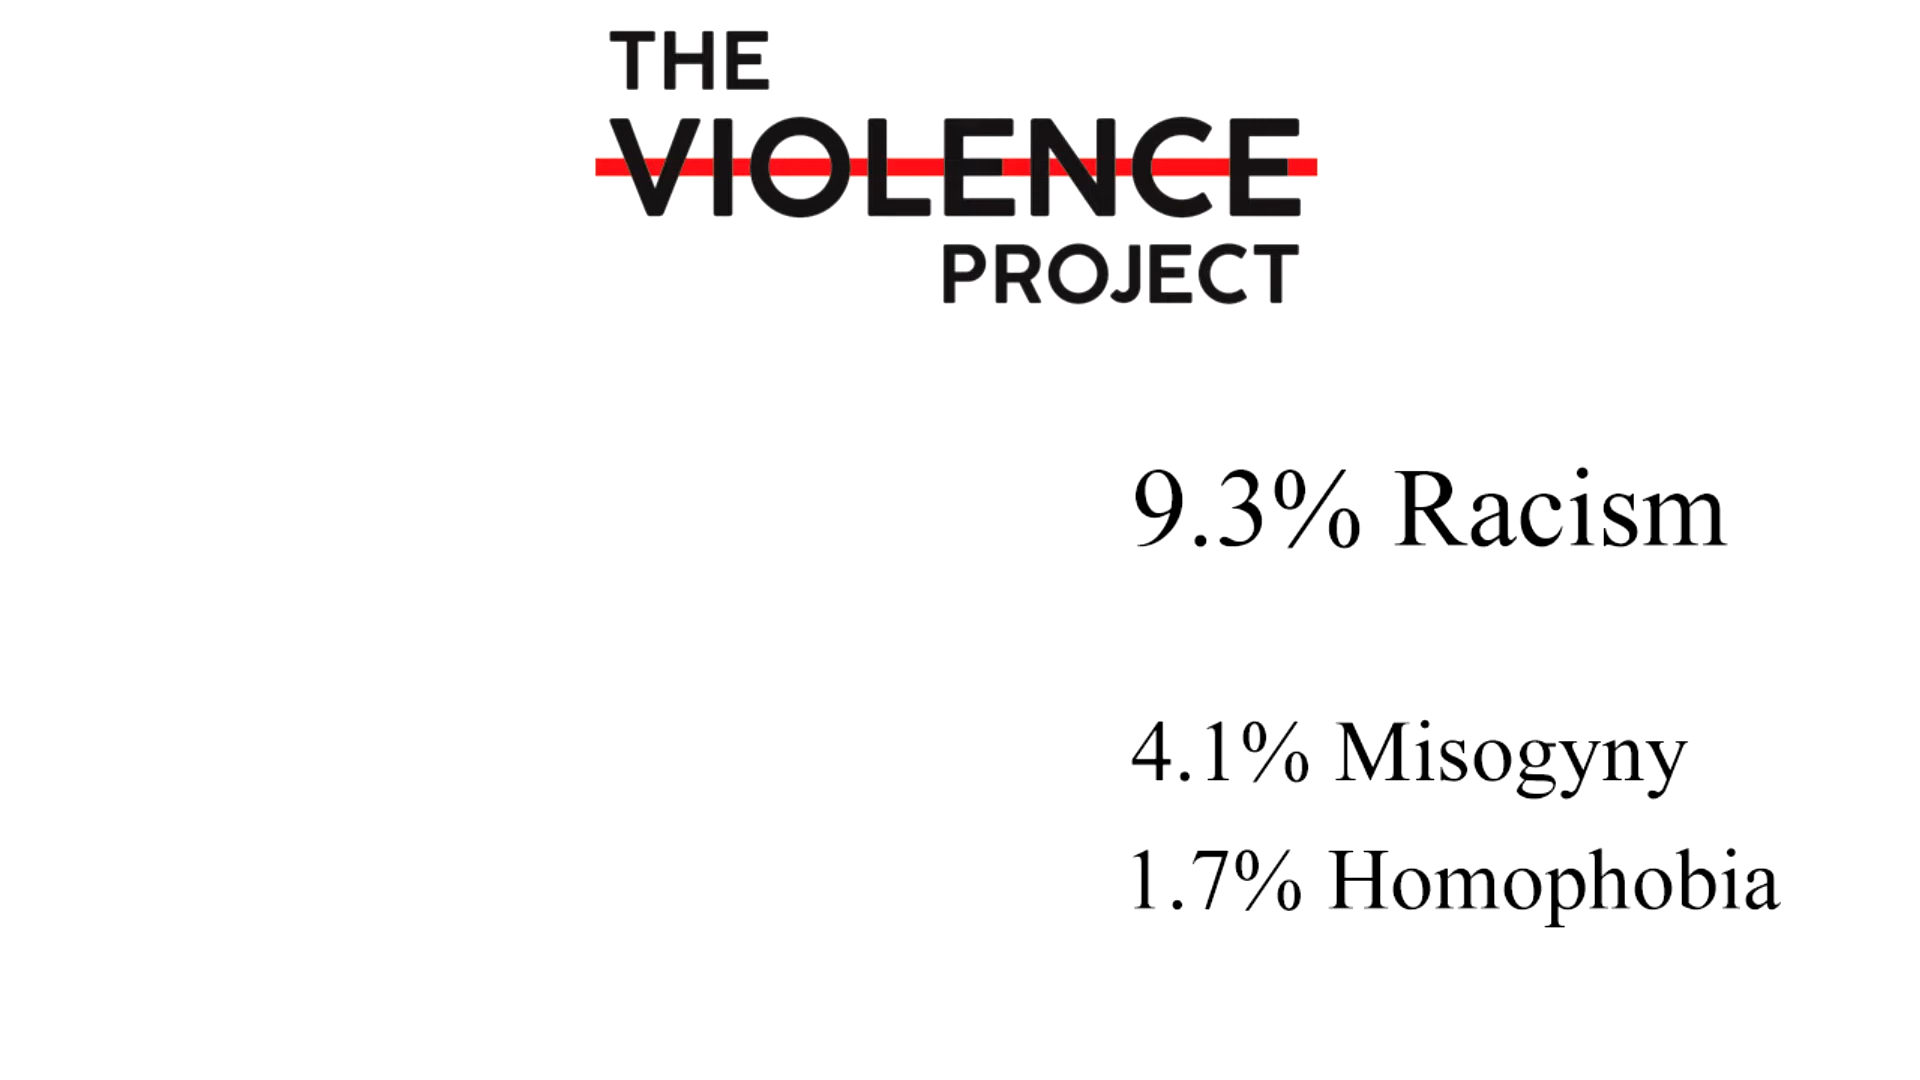 THE
VIOLENCE
PROJECT
9.3% Racism
4.1% Misogyny
1.7% Homophobia